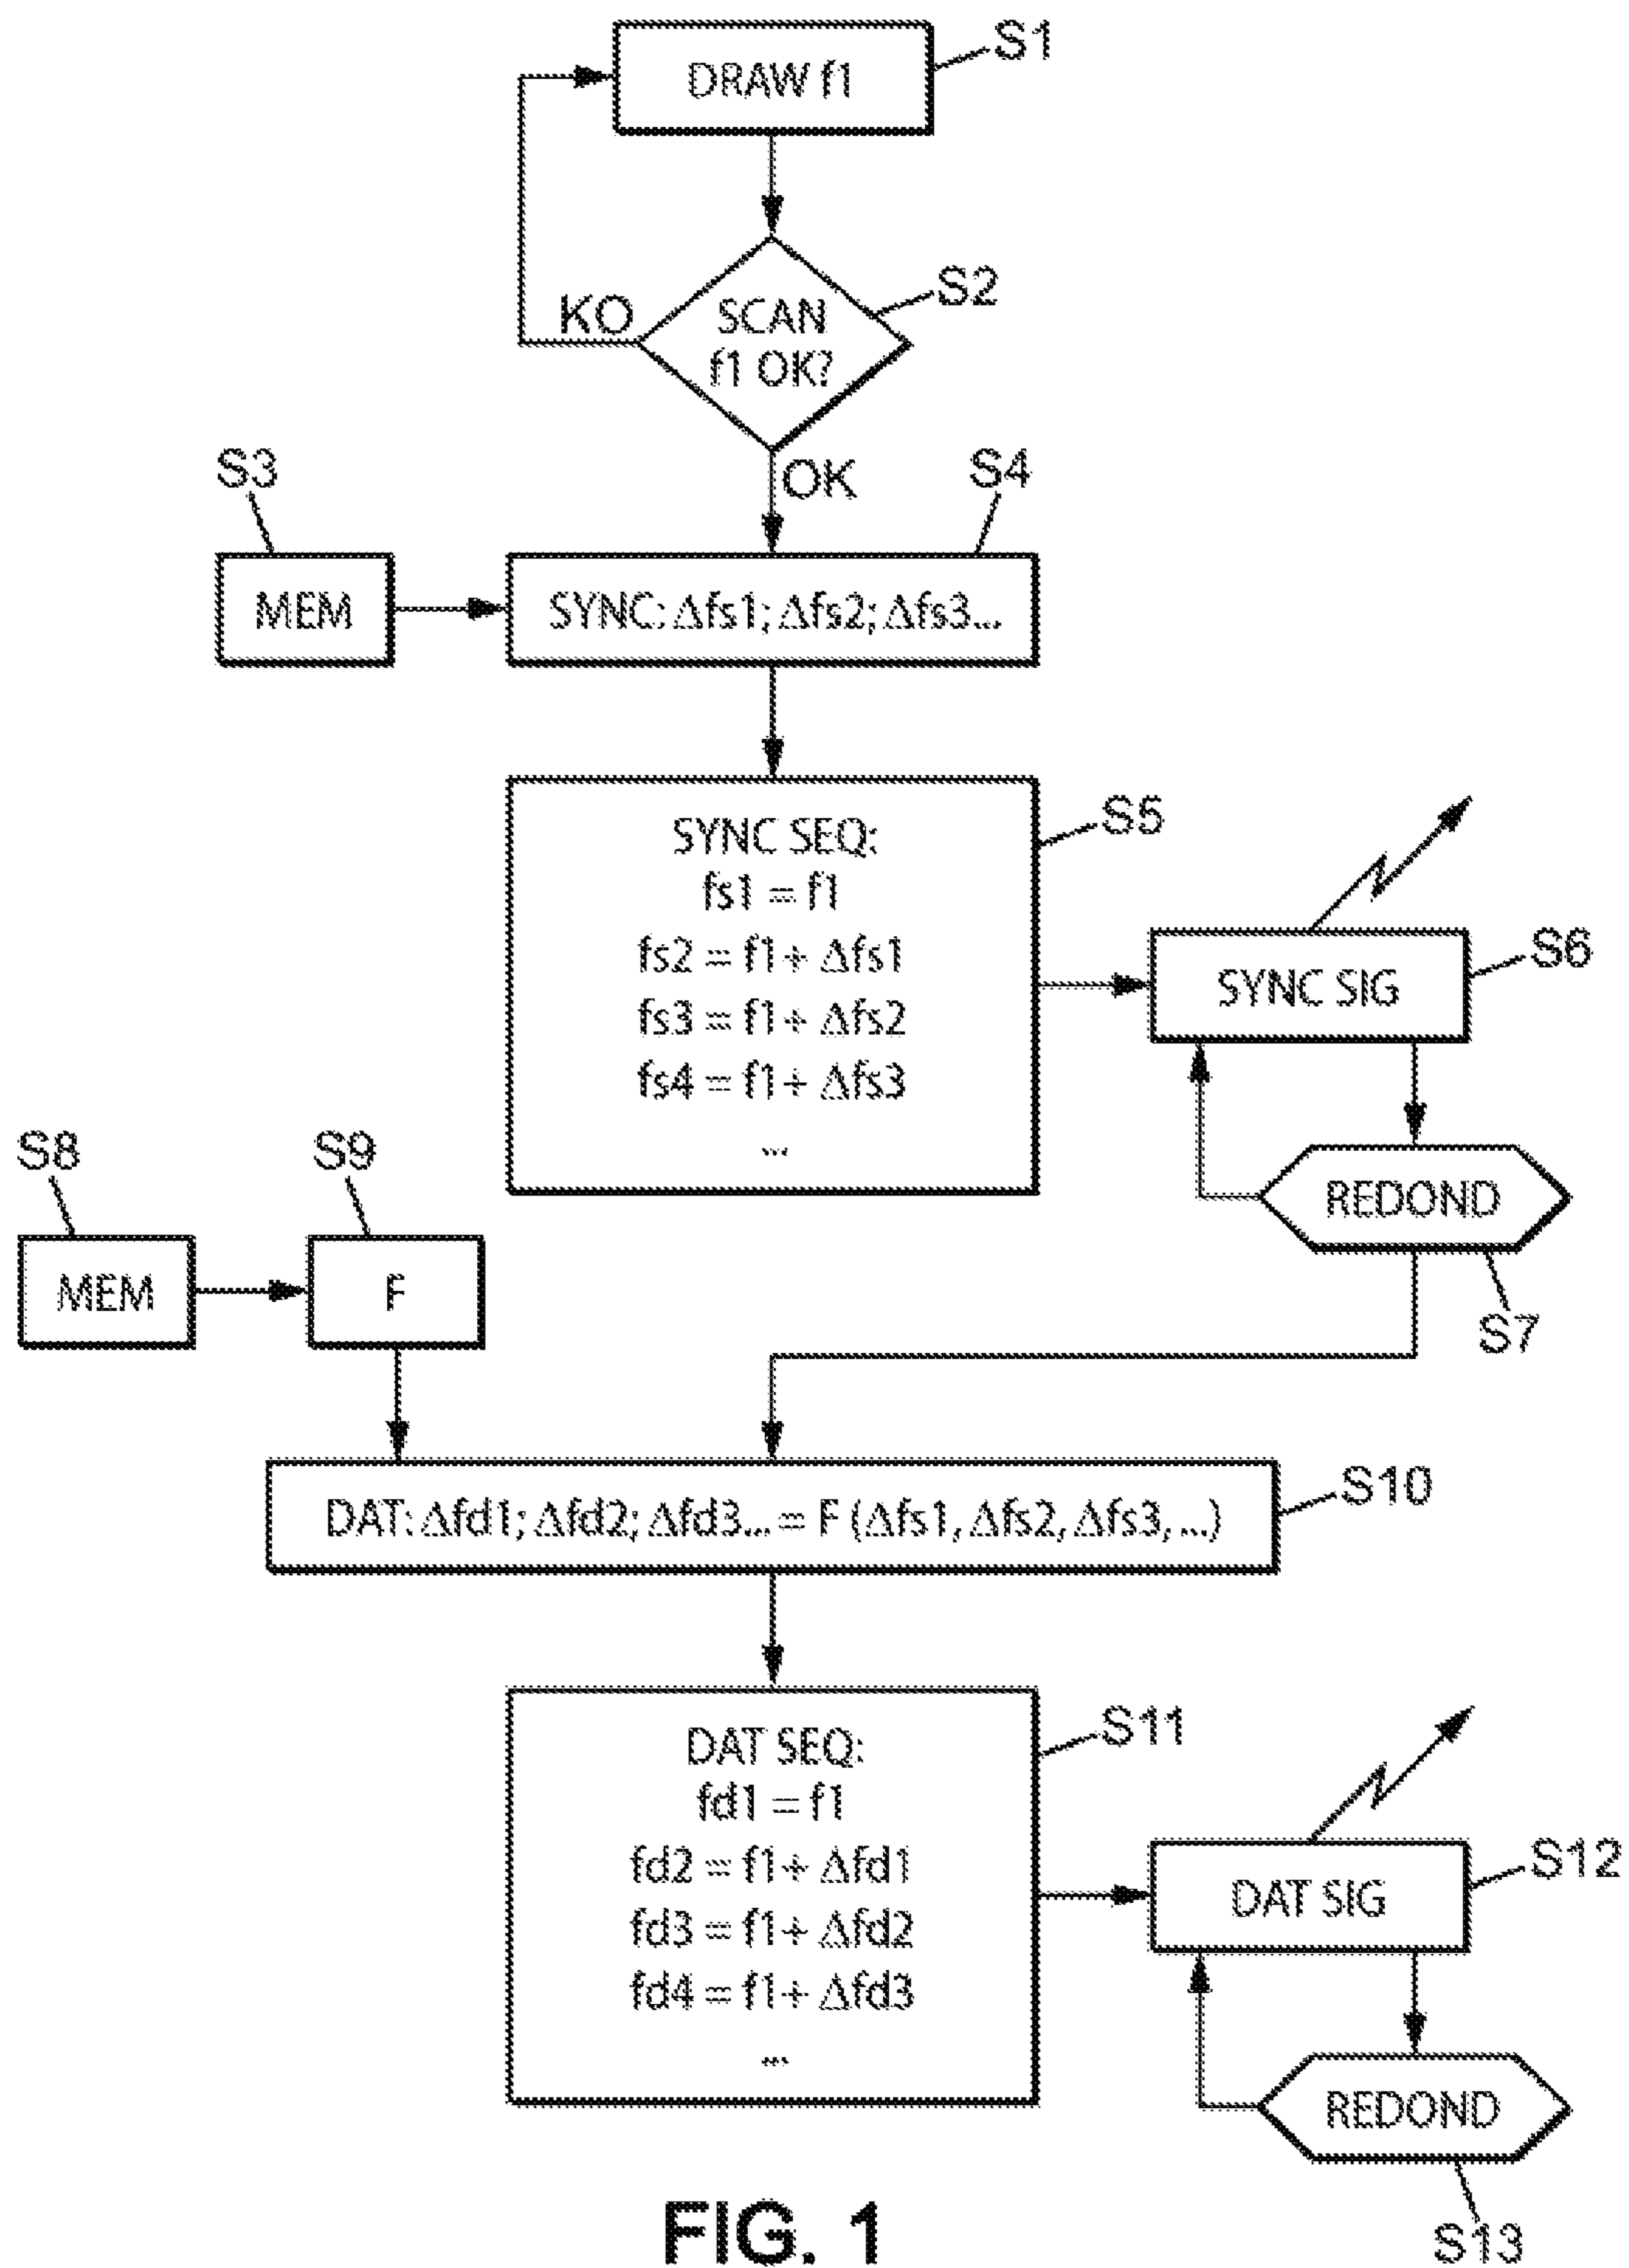 S1
DRAW f1
S2
KO
SCAN
f1 OK?
OK
S3
S4
MEM
SYNC: Δfs1; Δfs2; Δfs3...
S5
SYNC SEQ:
fs1 = f1
fs2 = f1 + Δfs1
fs3 = f1 + Δfs2
fs4 = f1 + Δfs3
...
S6
SYNC SIG
REDOND
S7
S8
S9
MEM
F
S10
DAT: Δfd1; Δfd2; Δfd3... = F (Δfs1, Δfs2, Δfs3, ...)
S11
DAT SEQ:
fd1 = f1
fd2 = f1 + Δfd1
fd3 = f1 + Δfd2
fd4 = f1 + Δfd3
...
S12
DAT SIG
REDOND
S13
FIG. 1